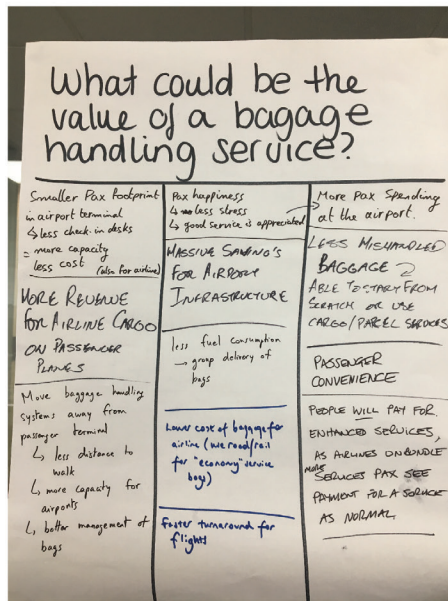 What could be the
value of a bagage
handling service?
Smaller Pax footprint
in airport terminal
↳ less check-in desks
= more capacity
less cost (also for airline)
MORE REVENUE
FOR AIRLINE CARGO
ON PASSENGER
PLANES
Move baggage handling
systems away from
passenger terminal
↳ less distance to
walk
↳ more capacity for
airports
↳ better management of
bags
Pax happiness
↳ less stress
↳ good service is appreciated
MASSIVE SAVING'S
FOR AIRPORT
INFRASTRUCTURE
less fuel consumption
→ group delivery of
bags
Lower cost of baggage for
airline (use road/rail
for "economy" service
bags)
Faster turnaround for
flights
→ More Pax Spending
at the airport.
LESS MISHANDLED
BAGGAGE
ABLE TO START FROM
SCRATCH OR USE
CARGO/PARCEL SERVICES
PASSENGER
CONVENIENCE
PEOPLE WILL PAY FOR
ENHANCED SERVICES,
AS AIRLINES UNBUNDLE
MORE
SERVICES PAX SEE
PAYMENT FOR A SERVICE
AS NORMAL